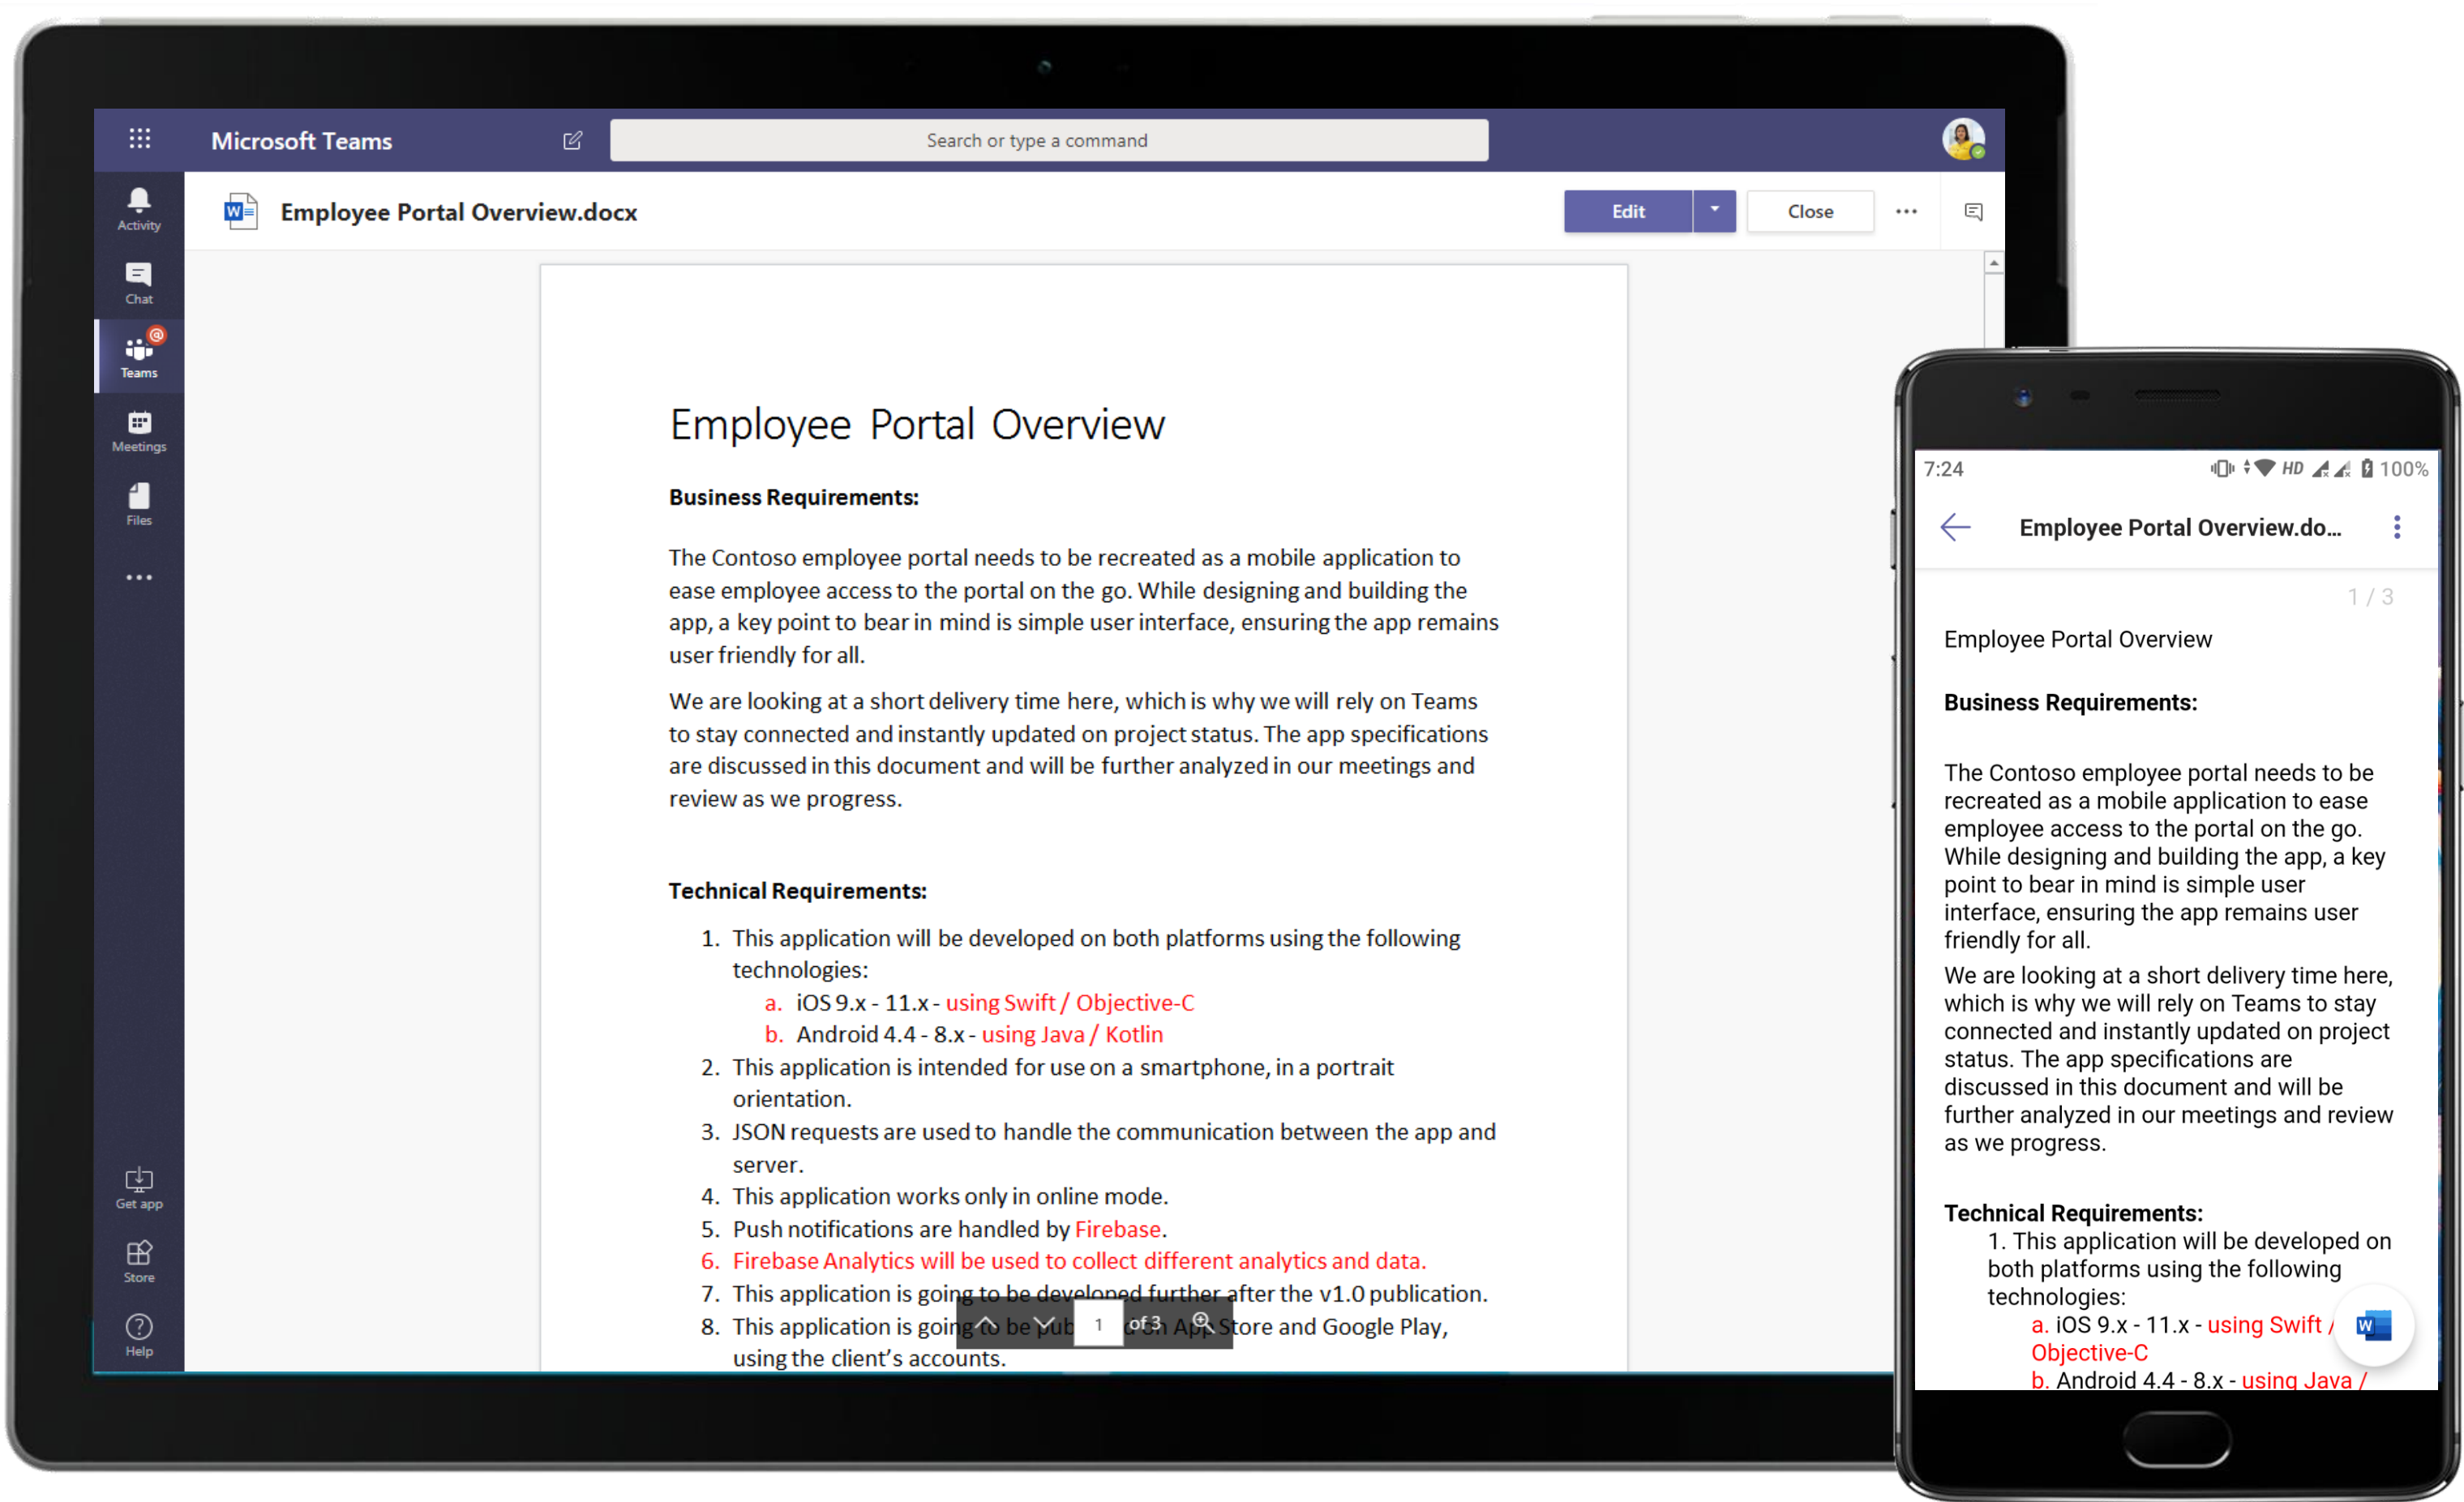 Microsoft Teams
Search or type a command
Activity
Chat
@
Teams
Meetings
Files
Get app
Store
Help
W
Employee Portal Overview.docx
Edit
Close
Employee Portal Overview
Business Requirements:
The Contoso employee portal needs to be recreated as a mobile application to
ease employee access to the portal on the go. While designing and building the
app, a key point to bear in mind is simple user interface, ensuring the app remains
user friendly for all.
We are looking at a short delivery time here, which is why we will rely on Teams
to stay connected and instantly updated on project status. The app specifications
are discussed in this document and will be further analyzed in our meetings and
review as we progress.
Technical Requirements:
1. This application will be developed on both platforms using the following
technologies:
a. iOS 9.x - 11.x - using Swift / Objective-C
b. Android 4.4 - 8.x - using Java / Kotlin
2. This application is intended for use on a smartphone, in a portrait
orientation.
3. JSON requests are used to handle the communication between the app and
server.
4. This application works only in online mode.
5. Push notifications are handled by Firebase.
6. Firebase Analytics will be used to collect different analytics and data.
7. This application is going to be developed further after the v1.0 publication.
8. This application is going to be pub d on App Store and Google Play,
using the client's accounts.
1 of 3
7:24
HD
100%
Employee Portal Overview.do...
1 / 3
Employee Portal Overview
Business Requirements:
The Contoso employee portal needs to be
recreated as a mobile application to ease
employee access to the portal on the go.
While designing and building the app, a key
point to bear in mind is simple user
interface, ensuring the app remains user
friendly for all.
We are looking at a short delivery time here,
which is why we will rely on Teams to stay
connected and instantly updated on project
status. The app specifications are
discussed in this document and will be
further analyzed in our meetings and review
as we progress.
Technical Requirements:
1. This application will be developed on
both platforms using the following
technologies:
a. iOS 9.x - 11.x - using Swift /
Objective-C
b. Android 4.4 - 8.x - using Java /
W